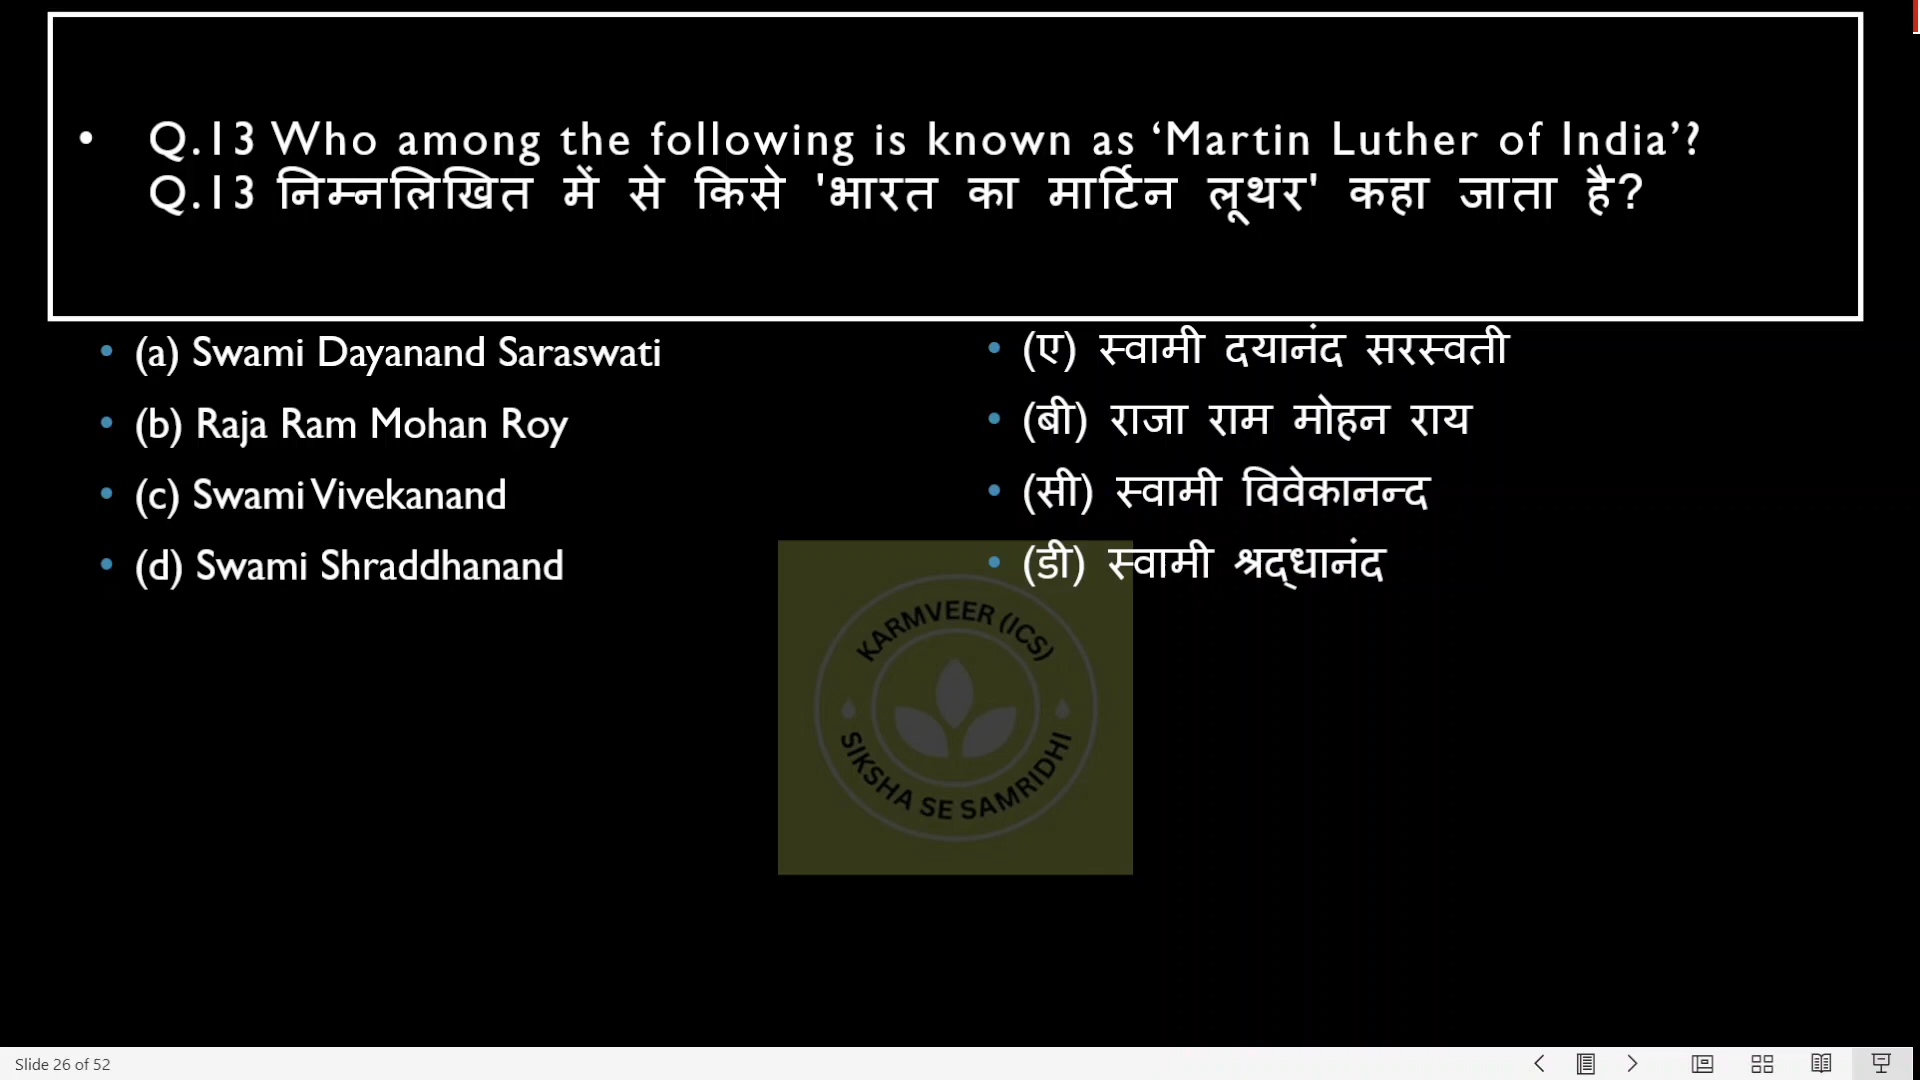 • Q.13 Who among the following is known as ‘Martin Luther of India’?
Q.13 निम्नलिखित में से किसे 'भारत का मार्टिन लूथर' कहा जाता है?
• (a) Swami Dayanand Saraswati
• (b) Raja Ram Mohan Roy
• (c) Swami Vivekanand
• (d) Swami Shraddhanand
• (ए) स्वामी दयानंद सरस्वती
• (बी) राजा राम मोहन राय
• (सी) स्वामी विवेकानन्द
• (डी) स्वामी श्रद्धानंद
KARMVEER (ICS)
SIKSHA SE SAMRIDHI
Slide 26 of 52